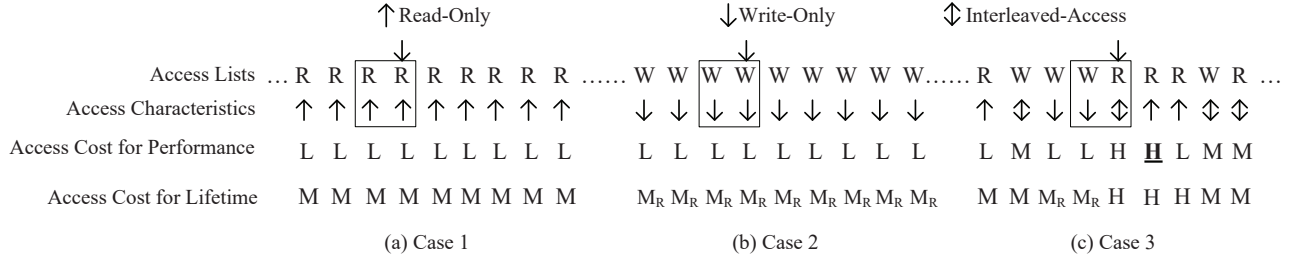 ↑ Read-Only ↓ Write-Only ⇕ Interleaved-Access
Access Lists … R R R R R R R R R …… W W W W W W W W W …… R W W W R R R W R …
Access Characteristics ↑ ↑ ↑ ↑ ↑ ↑ ↑ ↑ ↑ ↓ ↓ ↓ ↓ ↓ ↓ ↓ ↓ ↓ ↑ ⇕ ↓ ↓ ⇕ ↑ ↑ ⇕ ⇕
Access Cost for Performance L L L L L L L L L L L L L L L L L L L M L L H H L M M
Access Cost for Lifetime M M M M M M M M M MR MR MR MR MR MR MR MR MR M M MR MR H H H M M
(a) Case 1 (b) Case 2 (c) Case 3